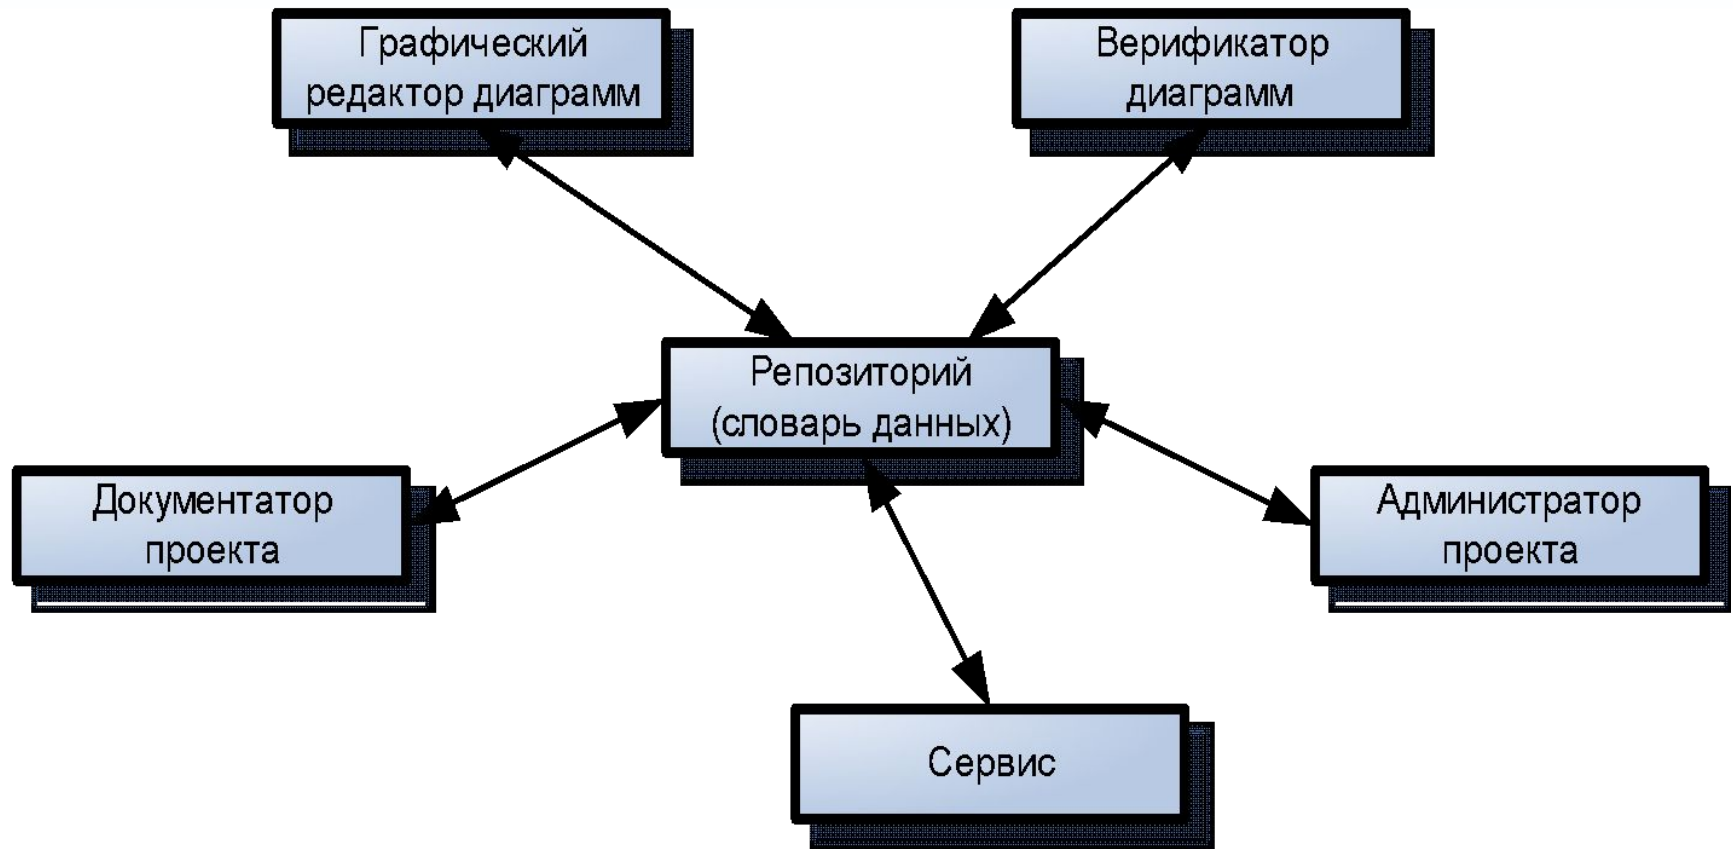 Графический
редактор диаграмм
Верификатор
диаграмм
Репозиторий
(словарь данных)
Документатор
проекта
Администратор
проекта
Сервис